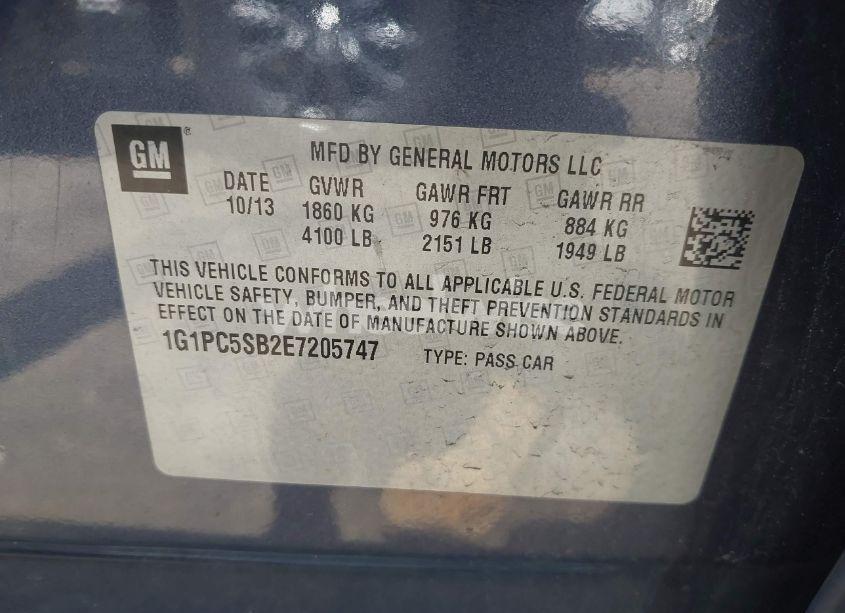 GM
MFD BY GENERAL MOTORS LLC
DATE GVWR GAWR FRT GAWR RR
10/13 1860 KG 976 KG 884 KG
4100 LB 2151 LB 1949 LB
THIS VEHICLE CONFORMS TO ALL APPLICABLE U.S. FEDERAL MOTOR
VEHICLE SAFETY, BUMPER, AND THEFT PREVENTION STANDARDS IN
EFFECT ON THE DATE OF MANUFACTURE SHOWN ABOVE.
1G1PC5SB2E7205747 TYPE: PASS CAR